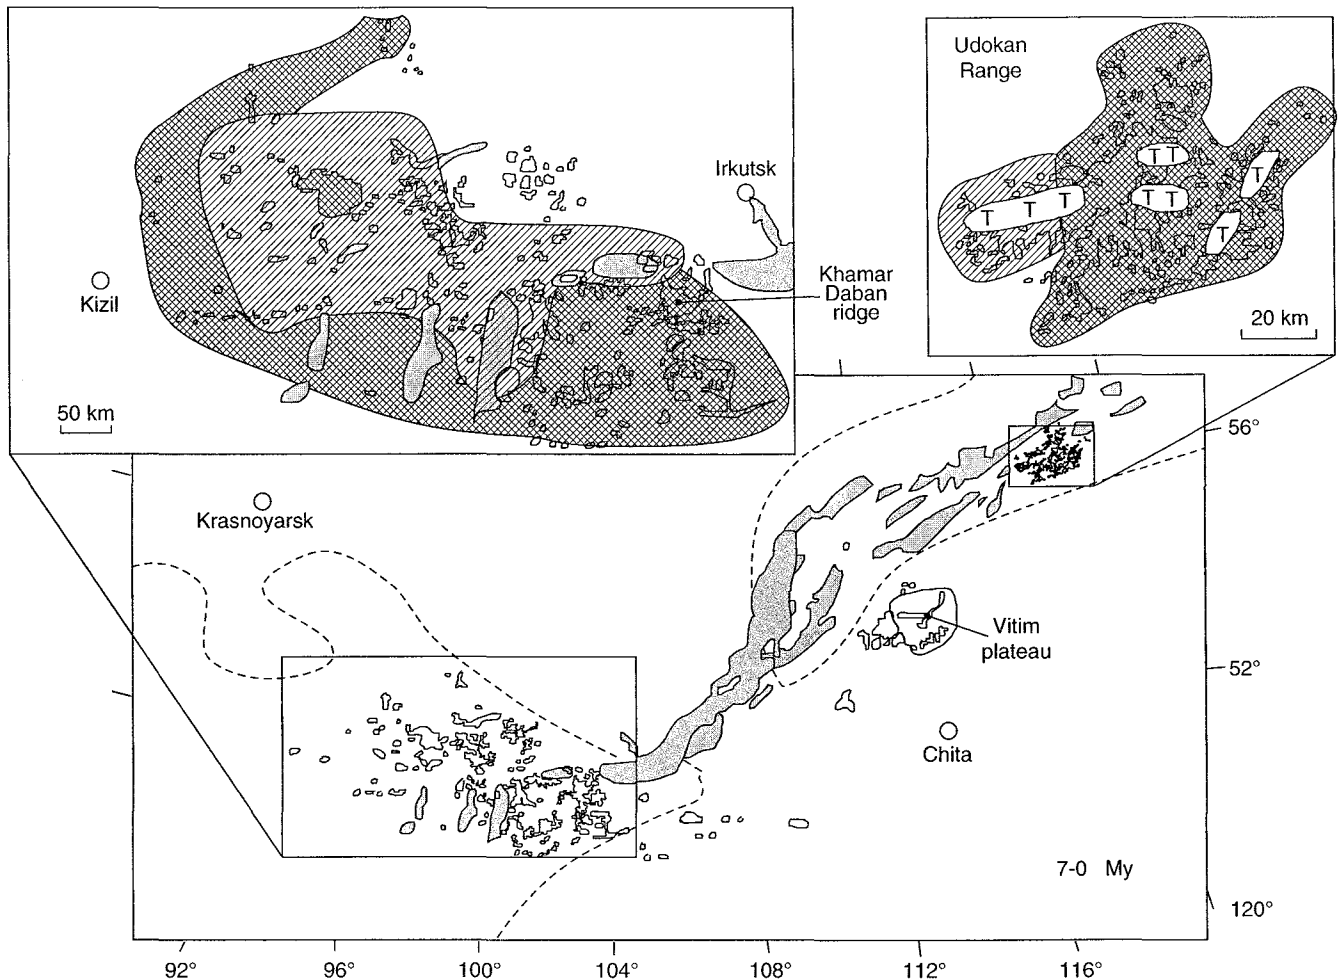 Udokan
Range
T T
T
T T T
T T
T
20 km
Irkutsk
Kizil
Khamar
Daban
ridge
50 km
56°
Krasnoyarsk
Vitim
plateau
52°
Chita
7-0 My
120°
92°
96°
100°
104°
108°
112°
116°